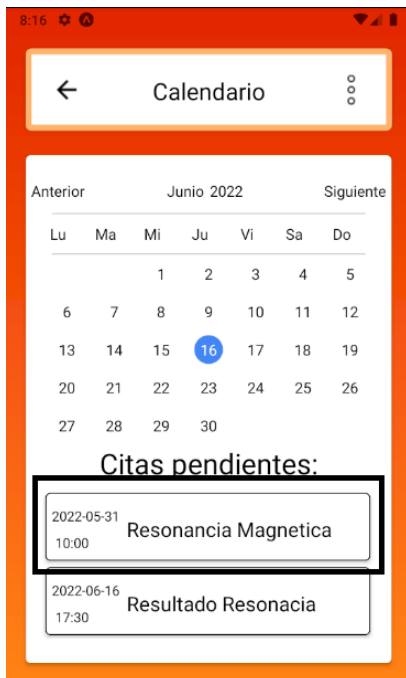 8:16
Calendario
Anterior Junio 2022 Siguiente
Lu Ma Mi Ju Vi Sa Do
1 2 3 4 5
6 7 8 9 10 11 12
13 14 15 16 17 18 19
20 21 22 23 24 25 26
27 28 29 30
Citas pendientes:
2022-05-31
10:00
Resonancia Magnetica
2022-06-16
17:30
Resultado Resonacia